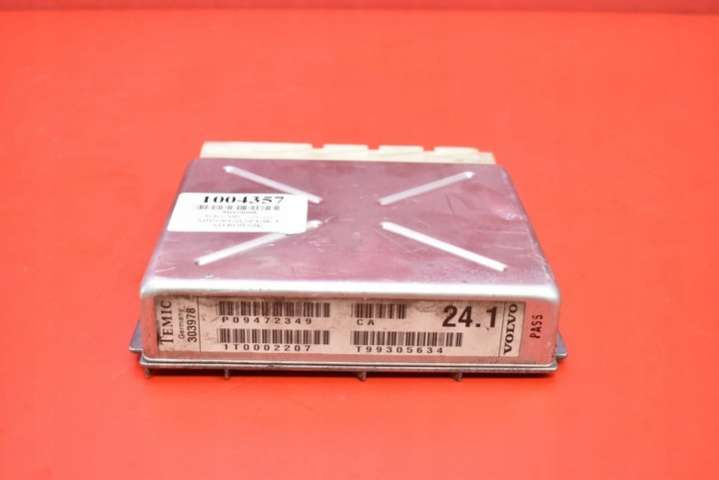 1004357
TEMIC
Germany
303978
P09472349
CA
24.1
1T0002207
T99305634
VOLVO
PASS